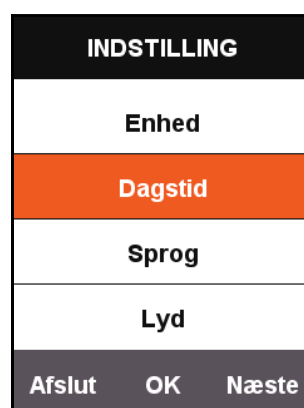 INDSTILLING
Enhed
Dagstid
Sprog
Lyd
Afslut OK Næste